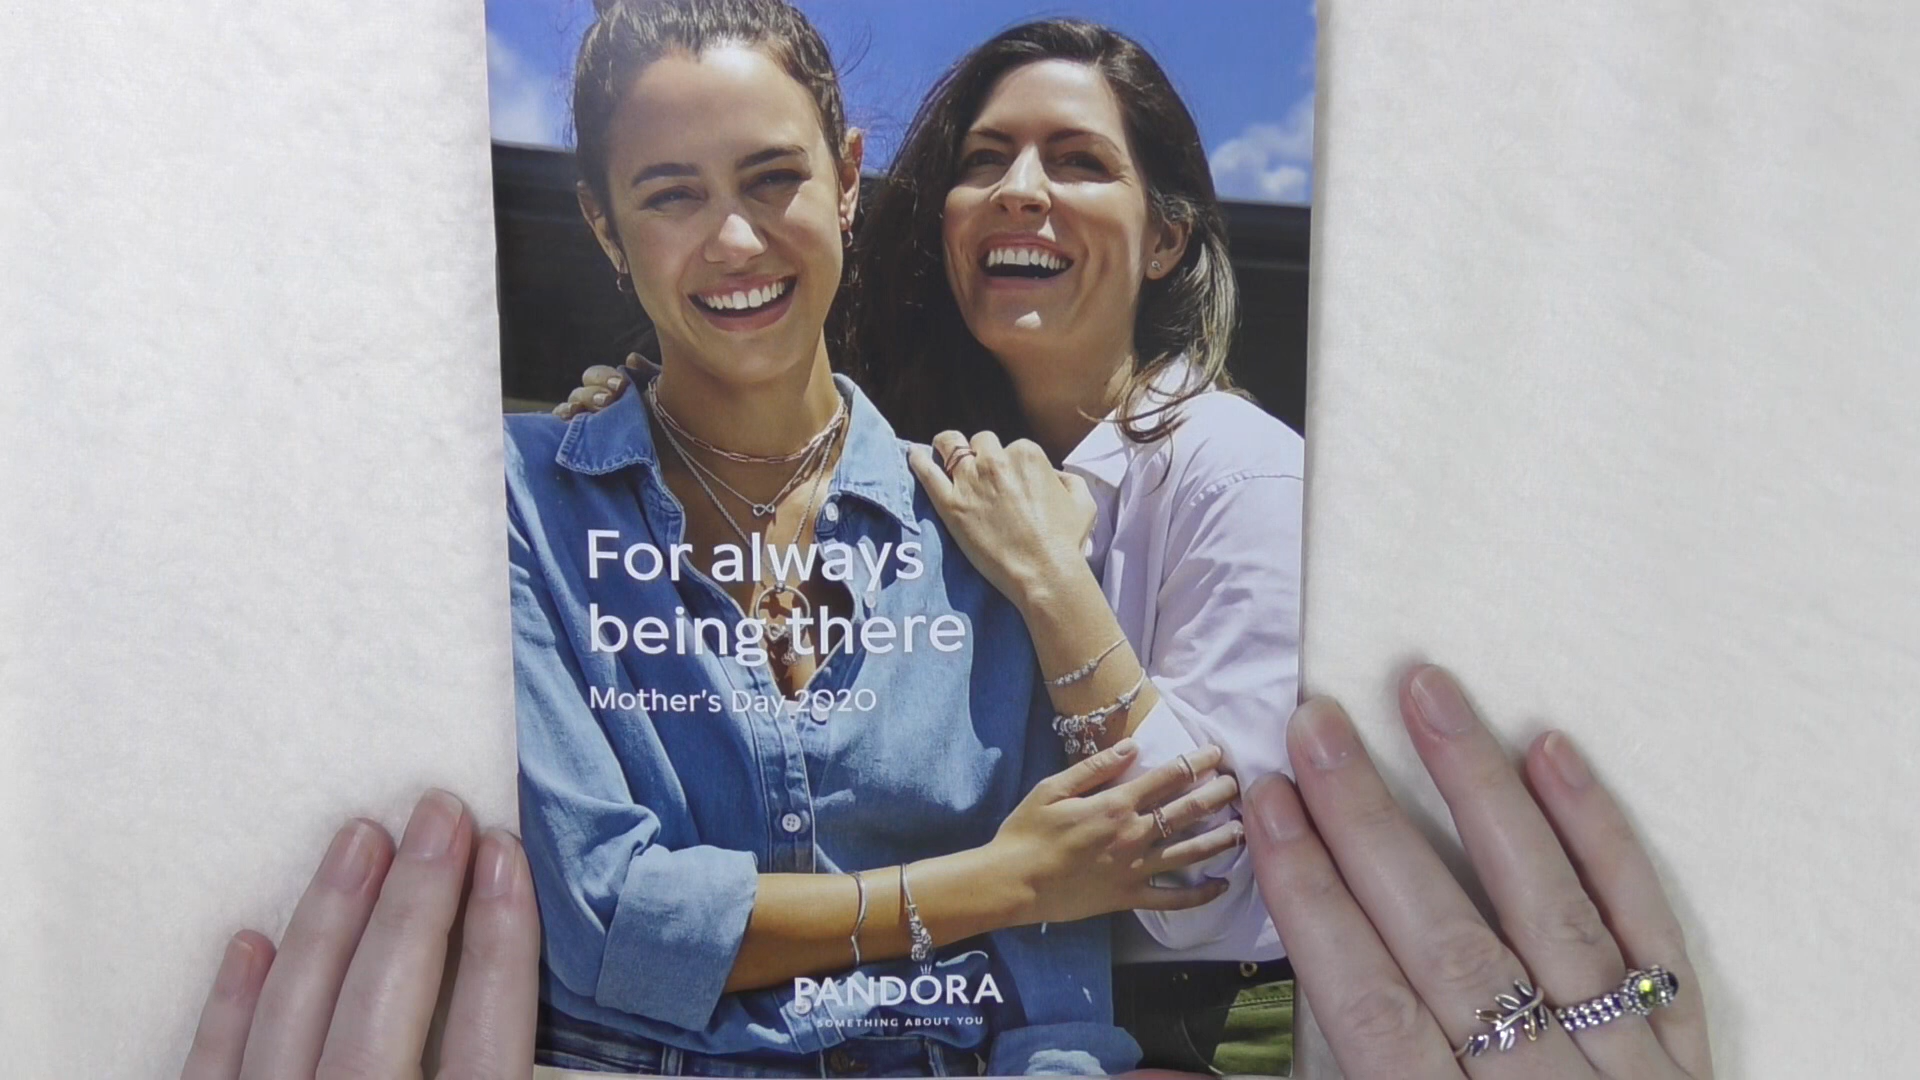 For always
being there
Mother's Day 2020
PANDORA
SOMETHING ABOUT YOU